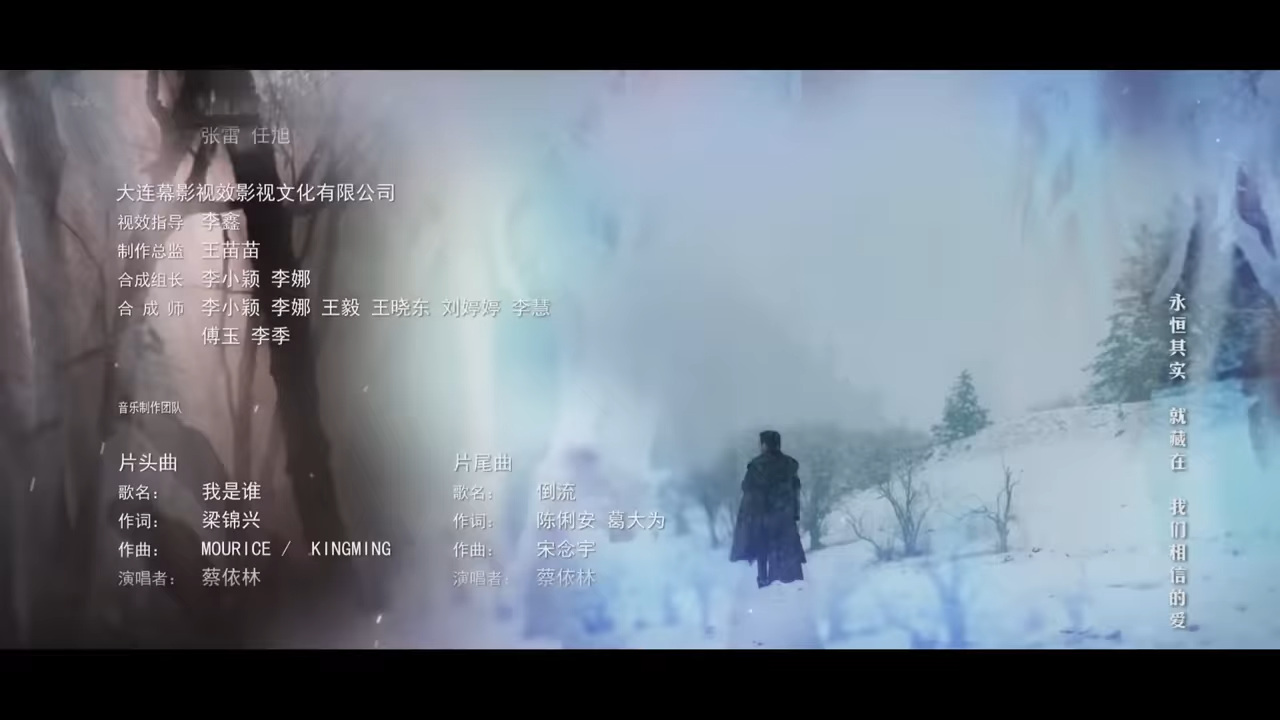 张雷 任旭
大连幕影视效影视文化有限公司
视效指导 李鑫
制作总监 王苗苗
合成组长 李小颖 李娜
合 成 师 李小颖 李娜 王毅 王晓东 刘婷婷 李慧
傅玉 李季
音乐制作团队
片头曲
歌名: 我是谁
作词: 梁锦兴
作曲: MOURICE / KINGMING
演唱者: 蔡依林
片尾曲
歌名: 倒流
作词: 陈俐安 葛大为
作曲: 宋念宇
演唱者: 蔡依林
永恒其实 就藏在 我们相信的爱